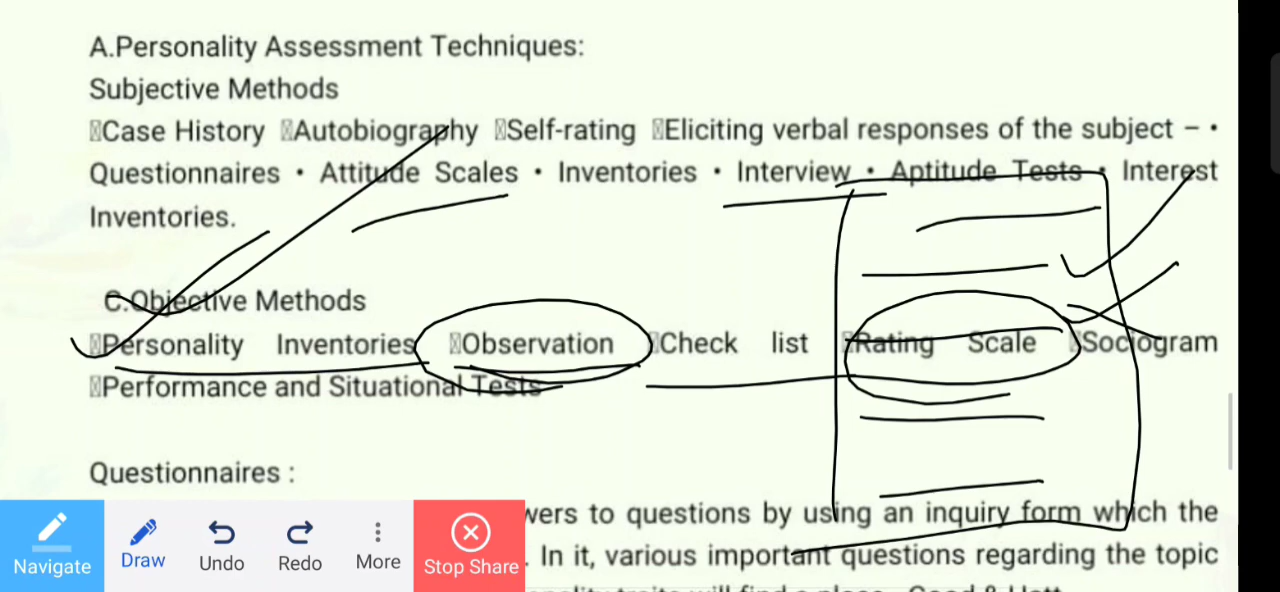 A.Personality Assessment Techniques:
Subjective Methods
Case History Autobiography Self-rating Eliciting verbal responses of the subject – •
Questionnaires • Attitude Scales • Inventories • Interview • Aptitude Tests • Interest
Inventories.
C.Objective Methods
Personality Inventories Observation Check list Rating Scale Sociogram
Performance and Situational Tests
Questionnaires :
to questions by using an inquiry form which the
. In it, various important questions regarding the topic
Navigate Draw Undo Redo More Stop Share